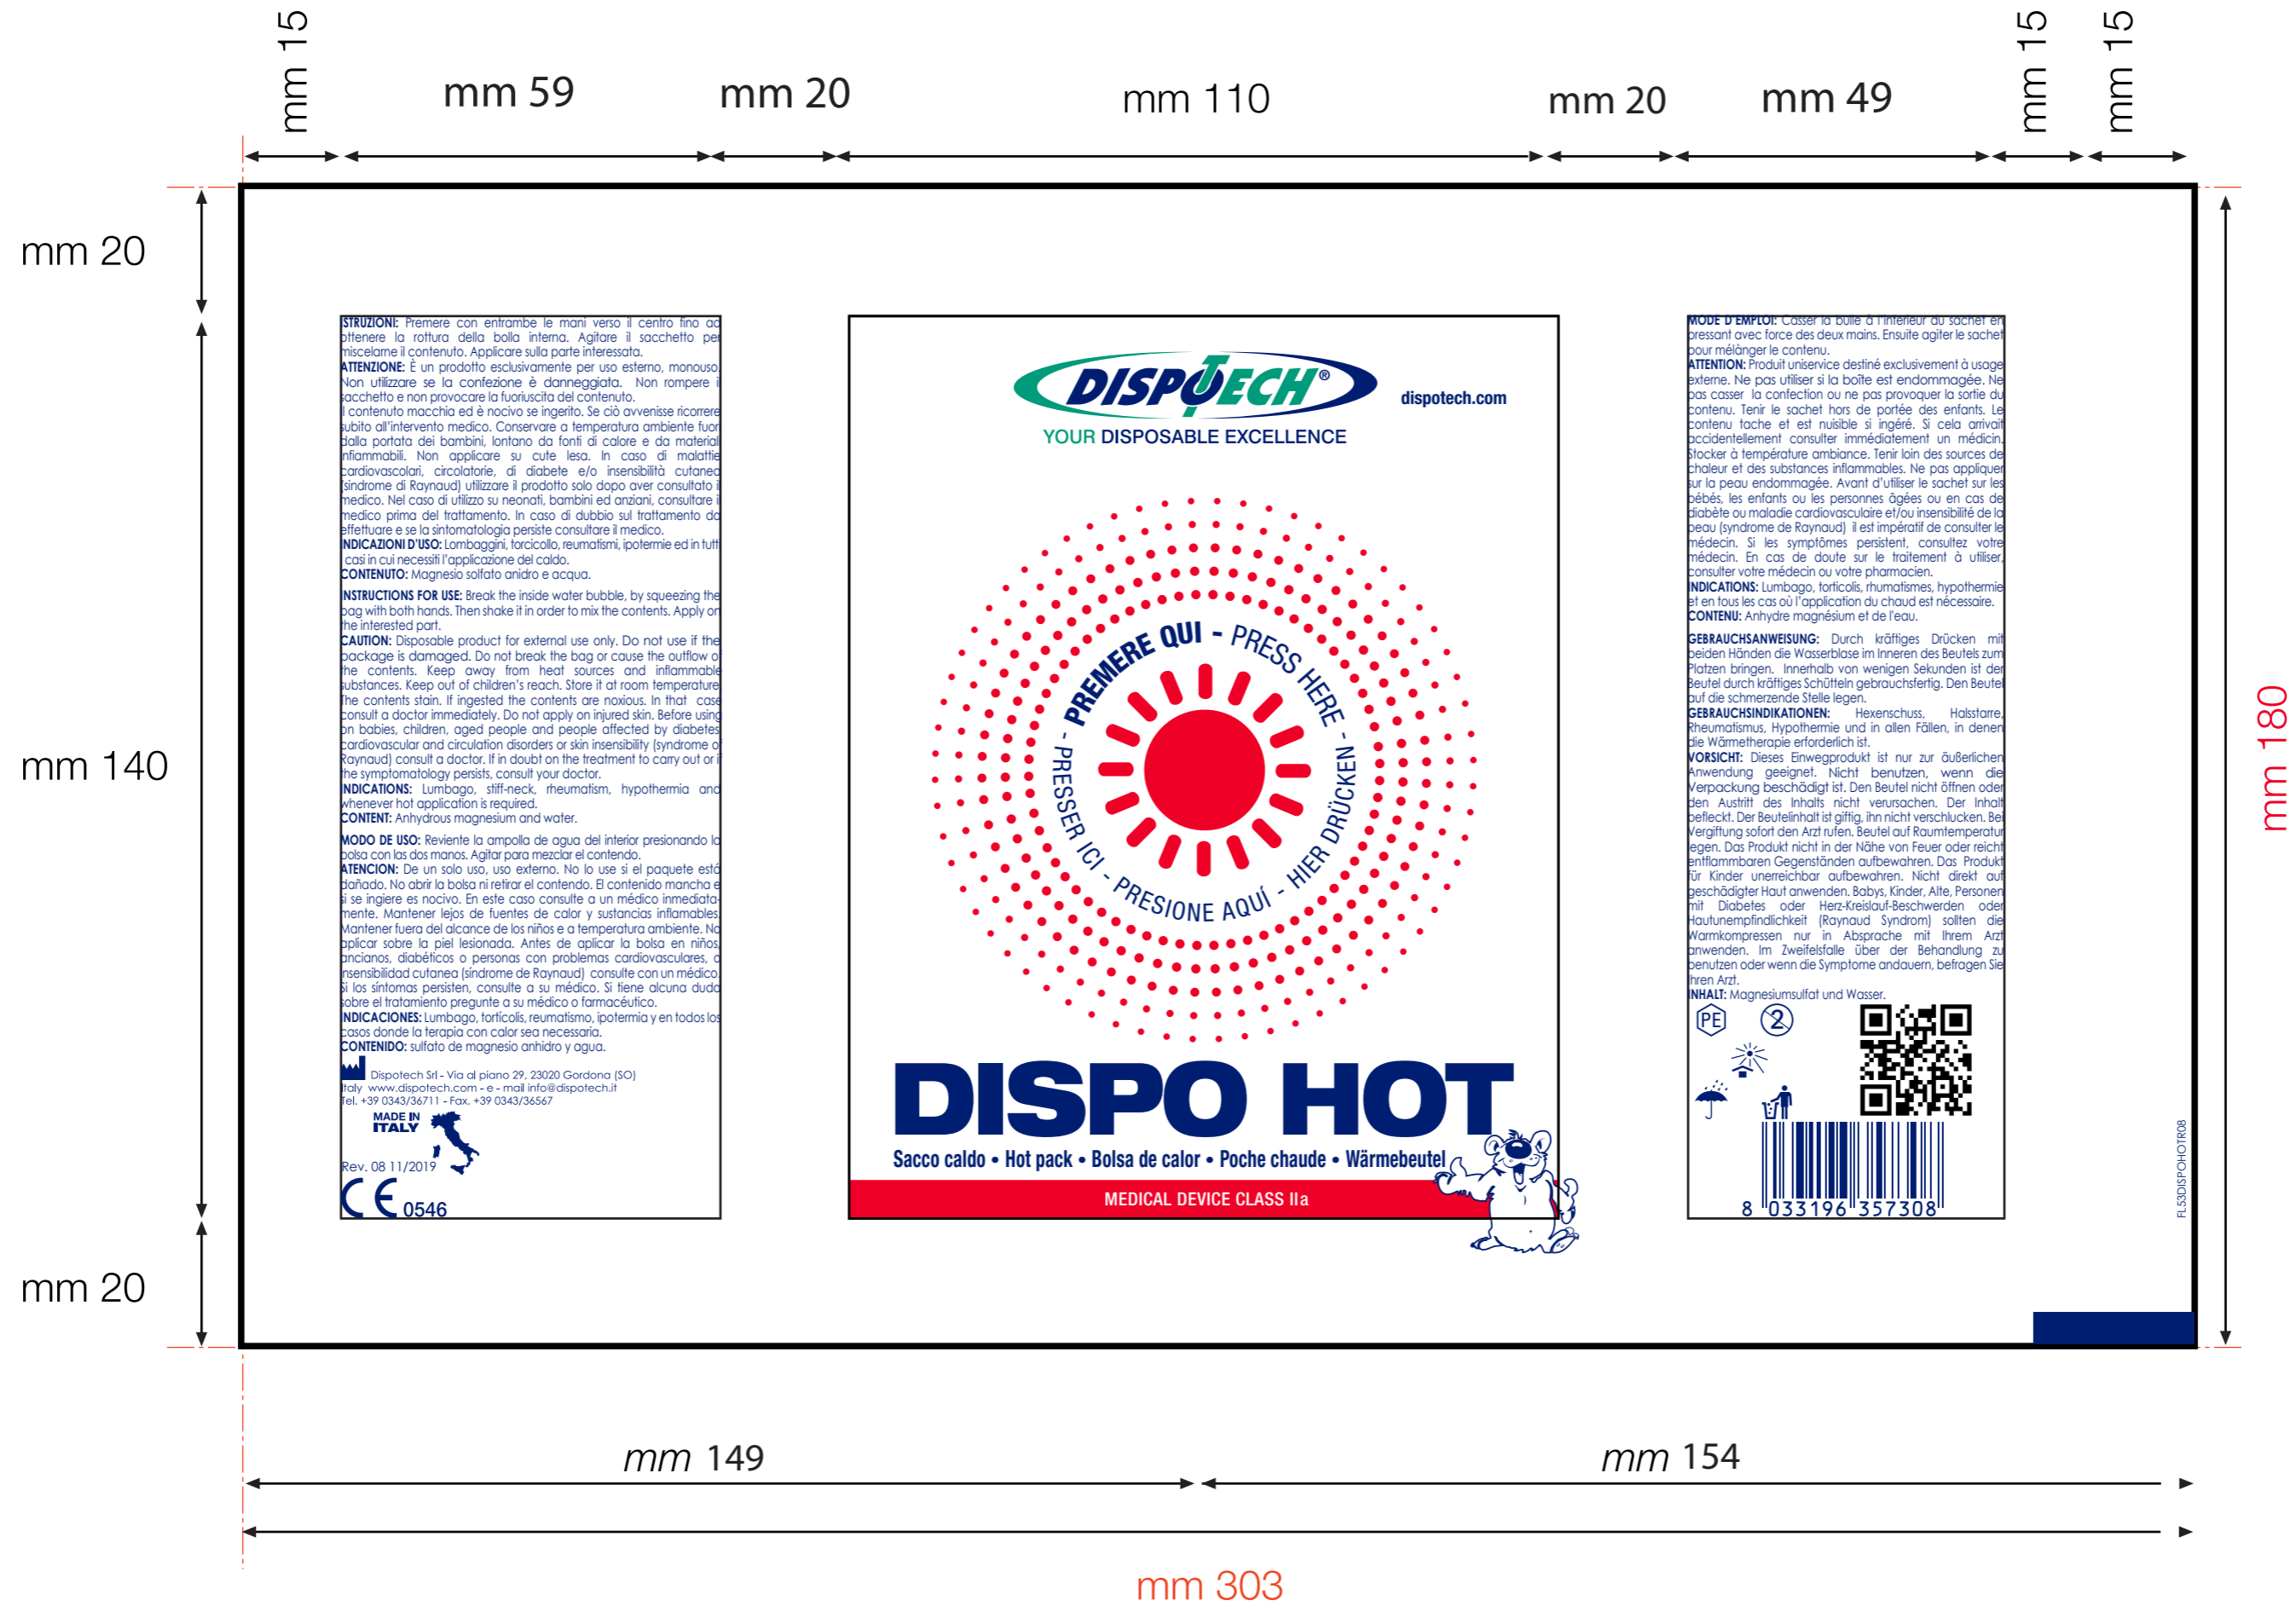 mm 15
mm 59
mm 20
mm 110
mm 20
mm 49
mm 15
mm 15
mm 20
mm 140
mm 20
ISTRUZIONI: Premere con entrambe le mani verso il centro fino ad
ottenere la rottura della bolla interna. Agitare il sacchetto per
miscelarne il contenuto. Applicare sulla parte interessata.
ATTENZIONE: È un prodotto esclusivamente per uso esterno, monouso.
Non utilizzare se la confezione è danneggiata. Non rompere il
sacchetto e non provocare la fuoriuscita del contenuto.
Il contenuto macchia ed è nocivo se ingerito. Se ciò avvenisse ricorrere
subito all'intervento medico. Conservare a temperatura ambiente fuori
dalla portata dei bambini, lontano da fonti di calore e da materiali
infiammabili. Non applicare su cute lesa. In caso di malattie
cardiovascolari, circolatorie, di diabete e/o insensibilità cutanea
(sindrome di Raynaud) utilizzare il prodotto solo dopo aver consultato il
medico. Nel caso di utilizzo su neonati, bambini ed anziani, consultare il
medico prima del trattamento. In caso di dubbio sul trattamento da
effettuare e se la sintomatologia persiste consultare il medico.
INDICAZIONI D'USO: Lombaggini, torcicollo, reumatismi, ipotermie ed in tutti
i casi in cui necessiti l'applicazione del caldo.
CONTENUTO: Magnesio solfato anidro e acqua.
INSTRUCTIONS FOR USE: Break the inside water bubble, by squeezing the
bag with both hands. Then shake it in order to mix the contents. Apply on
the interested part.
CAUTION: Disposable product for external use only. Do not use if the
package is damaged. Do not break the bag or cause the outflow of
the contents. Keep away from heat sources and inflammable
substances. Keep out of children's reach. Store it at room temperature.
The contents stain. If ingested the contents are noxious. In that case
consult a doctor immediately. Do not apply on injured skin. Before using
on babies, children, aged people and people affected by diabetes,
cardiovascular and circulation disorders or skin insensibility (syndrome of
Raynaud) consult a doctor. If in doubt on the treatment to carry out or if
the symptomatology persists, consult your doctor.
INDICATIONS: Lumbago, stiff-neck, rheumatism, hypothermia and
whenever hot application is required.
CONTENT: Anhydrous magnesium and water.
MODO DE USO: Reviente la ampolla de agua del interior presionando la
bolsa con las dos manos. Agitar para mezclar el contendo.
ATENCION: De un solo uso, uso externo. No lo use si el paquete está
dañado. No abrir la bolsa ni retirar el contendo. El contenido mancha e
si se ingiere es nocivo. En este caso consulte a un médico inmediata-
mente. Mantener lejos de fuentes de calor y sustancias inflamables.
Mantener fuera del alcance de los niños e a temperatura ambiente. No
aplicar sobre la piel lesionada. Antes de aplicar la bolsa en niños,
ancianos, diabéticos o personas con problemas cardiovasculares, o
insensibilidad cutanea (síndrome de Raynaud) consulte con un médico.
Si los síntomas persisten, consulte a su médico. Si tiene alcuna duda
sobre el tratamiento pregunte a su médico o farmacéutico.
INDICACIONES: Lumbago, tortícolis, reumatismo, ipotermia y en todos los
casos donde la terapia con calor sea necessaria.
CONTENIDO: sulfato de magnesio anhidro y agua.
Dispotech Srl - Via al piano 29, 23020 Gordona (SO)
Italy www.dispotech.com - e - mail info@dispotech.it
Tel. +39 0343/36711 - Fax. +39 0343/36567
MADE IN
ITALY
Rev. 08 11/2019
CE 0546
DISPOTECH®
dispotech.com
YOUR DISPOSABLE EXCELLENCE
PREMERE QUI - PRESS HERE - HIER DRÜCKEN - PRESIONE AQUÍ - PRESSER ICI -
DISPO HOT
Sacco caldo • Hot pack • Bolsa de calor • Poche chaude • Wärmebeutel
MEDICAL DEVICE CLASS IIa
MODE D'EMPLOI: Casser la bulle à l'intérieur du sachet en
pressant avec force des deux mains. Ensuite agiter le sachet
pour mélànger le contenu.
ATTENTION: Produit uniservice destiné exclusivement à usage
externe. Ne pas utiliser si la boîte est endommagée. Ne
pas casser la confection ou ne pas provoquer la sortie du
contenu. Tenir le sachet hors de portée des enfants. Le
contenu tache et est nuisible si ingéré. Si cela arrivait
accidentellement consulter immédiatement un médicin.
Stocker à température ambiance. Tenir loin des sources de
chaleur et des substances inflammables. Ne pas appliquer
sur la peau endommagée. Avant d'utiliser le sachet sur les
bébés, les enfants ou les personnes âgées ou en cas de
diabète ou maladie cardiovasculaire et/ou insensibilité de la
peau (syndrome de Raynaud) il est impératif de consulter le
médecin. Si les symptômes persistent, consultez votre
médecin. En cas de doute sur le traitement à utiliser,
consulter votre médecin ou votre pharmacien.
INDICATIONS: Lumbago, torticolis, rhumatismes, hypothermie
et en tous les cas où l'application du chaud est nécessaire.
CONTENU: Anhydre magnésium et de l'eau.
GEBRAUCHSANWEISUNG: Durch kräftiges Drücken mit
beiden Händen die Wasserblase im Inneren des Beutels zum
Platzen bringen. Innerhalb von wenigen Sekunden ist der
Beutel durch kräftiges Schütteln gebrauchsfertig. Den Beutel
auf die schmerzende Stelle legen.
GEBRAUCHSINDIKATIONEN: Hexenschuss, Halsstarre,
Rheumatismus, Hypothermie und in allen Fällen, in denen
die Wärmetherapie erforderlich ist.
VORSICHT: Dieses Einwegprodukt ist nur zur äußerlichen
Anwendung geeignet. Nicht benutzen, wenn die
Verpackung beschädigt ist. Den Beutel nicht öffnen oder
den Austritt des Inhalts nicht verursachen. Der Inhalt
befleckt. Der Beutelinhalt ist giftig, ihn nicht verschlucken. Bei
Vergiftung sofort den Arzt rufen. Beutel auf Raumtemperatur
legen. Das Produkt nicht in der Nähe von Feuer oder reicht
entflammbaren Gegenständen aufbewahren. Das Produkt
für Kinder unerreichbar aufbewahren. Nicht direkt auf
geschädigter Haut anwenden. Babys, Kinder, Alte, Personen
mit Diabetes oder Herz-Kreislauf-Beschwerden oder
Hautunempfindlichkeit (Raynaud Syndrom) sollten die
Warmkompressen nur in Absprache mit Ihrem Arzt
anwenden. Im Zweifelsfalle über der Behandlung zu
benutzen oder wenn die Symptome andauern, befragen Sie
Ihren Arzt.
INHALT: Magnesiumsulfat und Wasser.
PE
2
8 033196 357308
FL53DISPOHOTR08
mm 180
mm 149
mm 154
mm 303